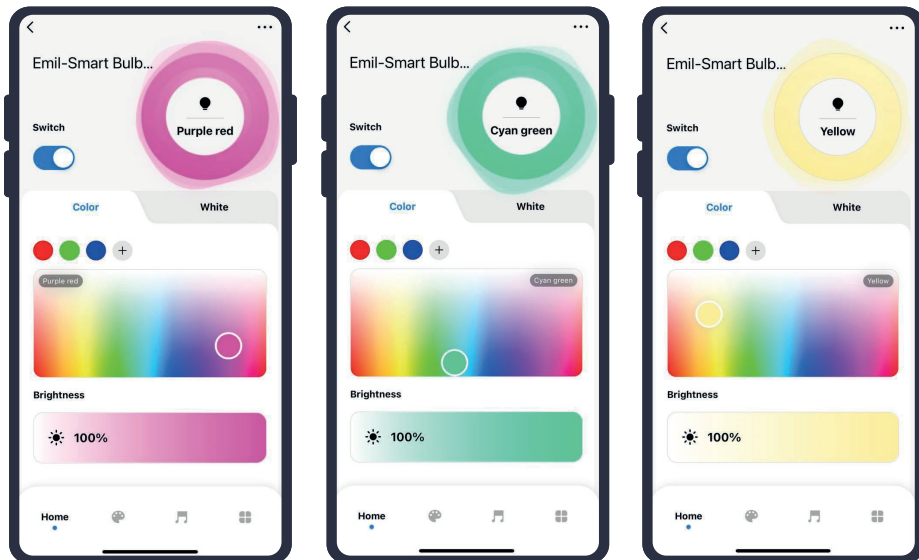 Emil-Smart Bulb...
Purple red
Switch
Color
White
Purple red
Brightness
100%
Home
Emil-Smart Bulb...
Cyan green
Switch
Color
White
Cyan green
Brightness
100%
Home
Emil-Smart Bulb...
Yellow
Switch
Color
White
Yellow
Brightness
100%
Home